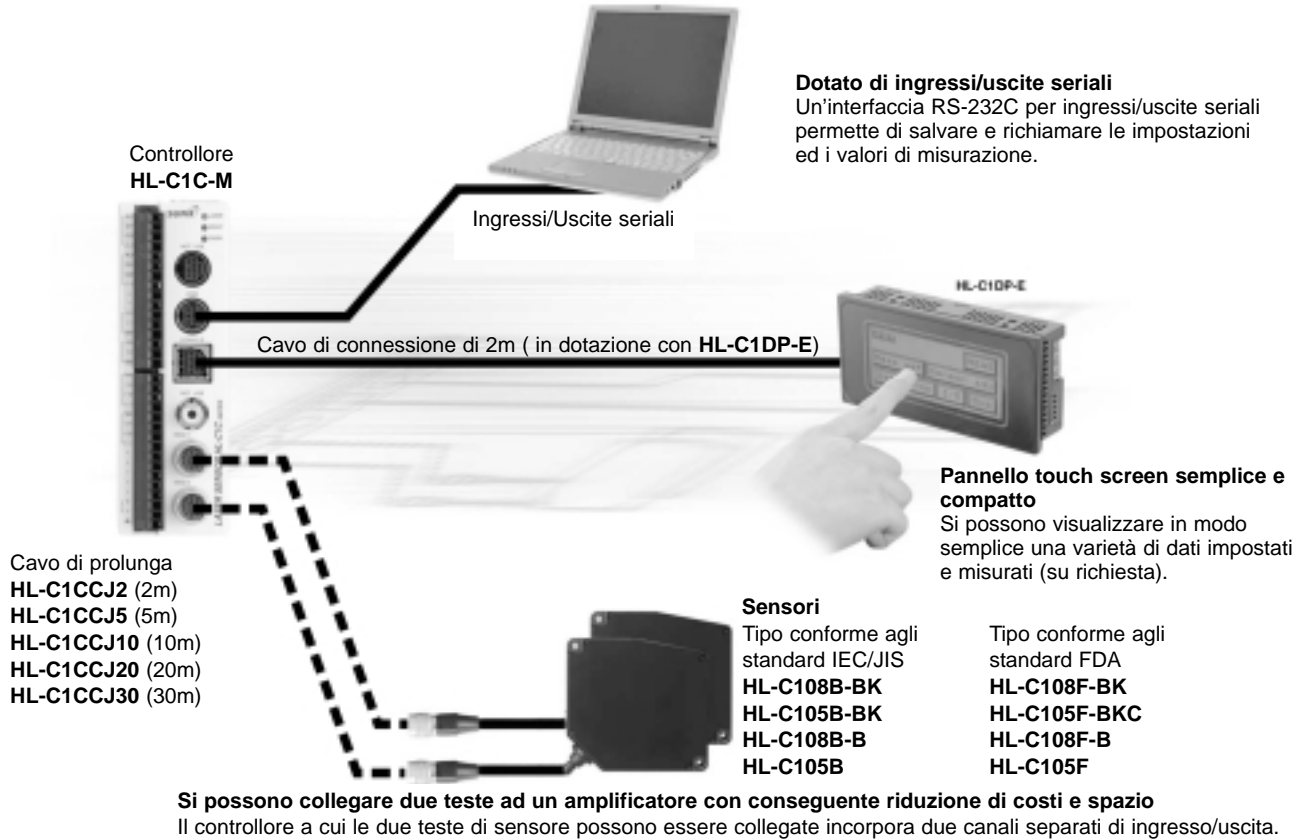 Dotato di ingressi/uscite seriali
Un'interfaccia RS-232C per ingressi/uscite seriali
permette di salvare e richiamare le impostazioni
ed i valori di misurazione.
Controllore
HL-C1C-M
Ingressi/Uscite seriali
HL-C1DP-E
Cavo di connessione di 2m ( in dotazione con HL-C1DP-E)
Pannello touch screen semplice e
compatto
Si possono visualizzare in modo
semplice una varietà di dati impostati
e misurati (su richiesta).
Cavo di prolunga
HL-C1CCJ2 (2m)
HL-C1CCJ5 (5m)
HL-C1CCJ10 (10m)
HL-C1CCJ20 (20m)
HL-C1CCJ30 (30m)
Sensori
Tipo conforme agli
standard IEC/JIS
HL-C108B-BK
HL-C105B-BK
HL-C108B-B
HL-C105B
Tipo conforme agli
standard FDA
HL-C108F-BK
HL-C105F-BKC
HL-C108F-B
HL-C105F
Si possono collegare due teste ad un amplificatore con conseguente riduzione di costi e spazio
Il controllore a cui le due teste di sensore possono essere collegate incorpora due canali separati di ingresso/uscita.